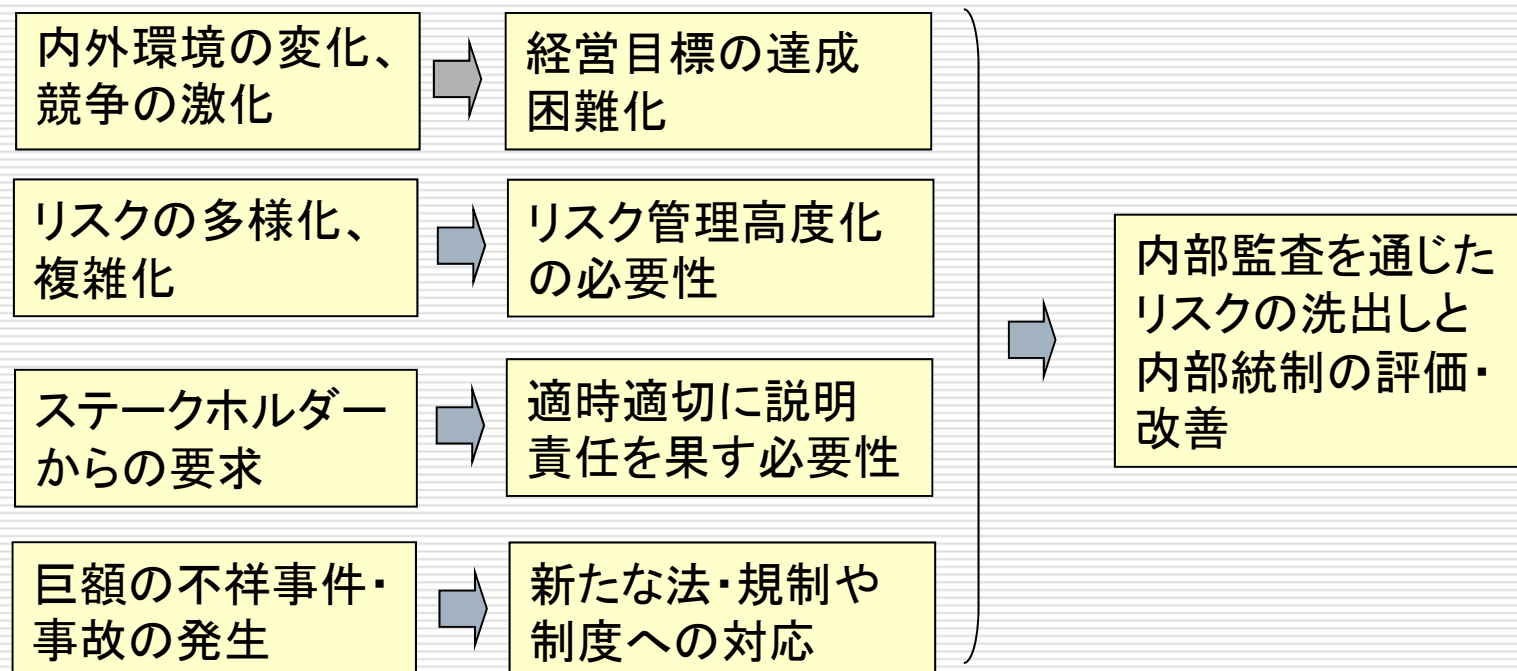 内外環境の変化、
競争の激化
経営目標の達成
困難化
リスクの多様化、
複雑化
リスク管理高度化
の必要性
ステークホルダー
からの要求
適時適切に説明
責任を果す必要性
巨額の不祥事件・
事故の発生
新たな法・規制や
制度への対応
内部監査を通じた
リスクの洗出しと
内部統制の評価・
改善